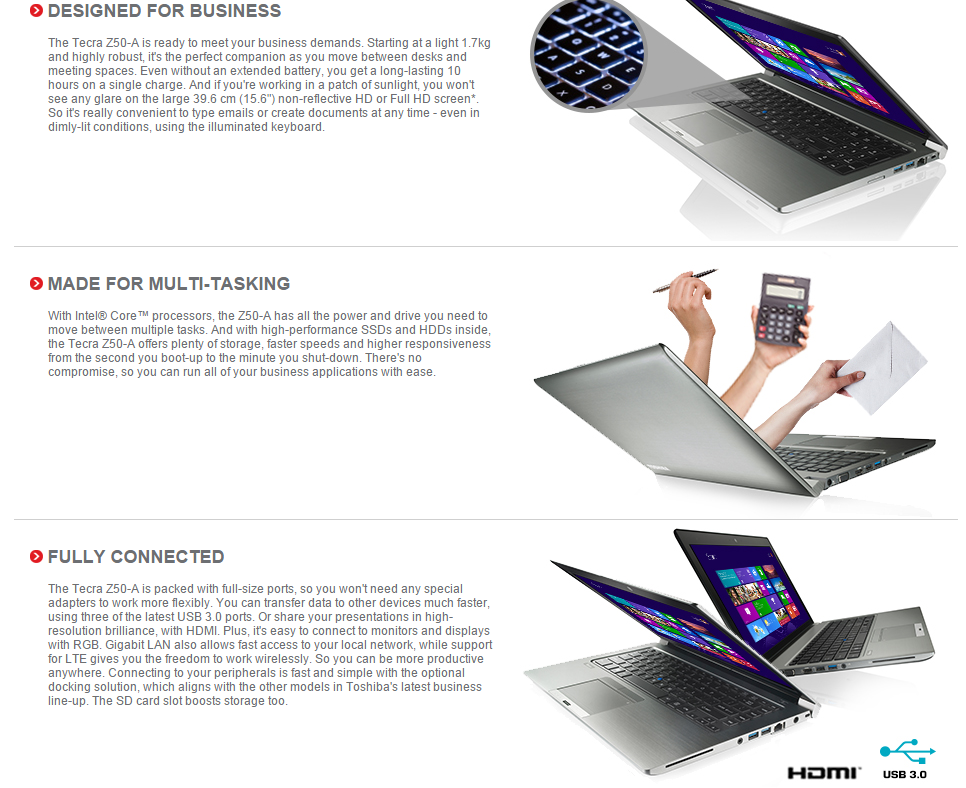 DESIGNED FOR BUSINESS
The Tecra Z50-A is ready to meet your business demands. Starting at a light 1.7kg
and highly robust, it's the perfect companion as you move between desks and
meeting spaces. Even without an extended battery, you get a long-lasting 10
hours on a single charge. And if you're working in a patch of sunlight, you won't
see any glare on the large 39.6 cm (15.6") non-reflective HD or Full HD screen*.
So it's really convenient to type emails or create documents at any time - even in
dimly-lit conditions, using the illuminated keyboard.
MADE FOR MULTI-TASKING
With Intel® Core™ processors, the Z50-A has all the power and drive you need to
move between multiple tasks. And with high-performance SSDs and HDDs inside,
the Tecra Z50-A offers plenty of storage, faster speeds and higher responsiveness
from the second you boot-up to the minute you shut-down. There's no
compromise, so you can run all of your business applications with ease.
FULLY CONNECTED
The Tecra Z50-A is packed with full-size ports, so you won't need any special
adapters to work more flexibly. You can transfer data to other devices much faster,
using three of the latest USB 3.0 ports. Or share your presentations in high-
resolution brilliance, with HDMI. Plus, it's easy to connect to monitors and displays
with RGB. Gigabit LAN also allows fast access to your local network, while support
for LTE gives you the freedom to work wirelessly. So you can be more productive
anywhere. Connecting to your peripherals is fast and simple with the optional
docking solution, which aligns with the other models in Toshiba's latest business
line-up. The SD card slot boosts storage too.
HDMI
USB 3.0